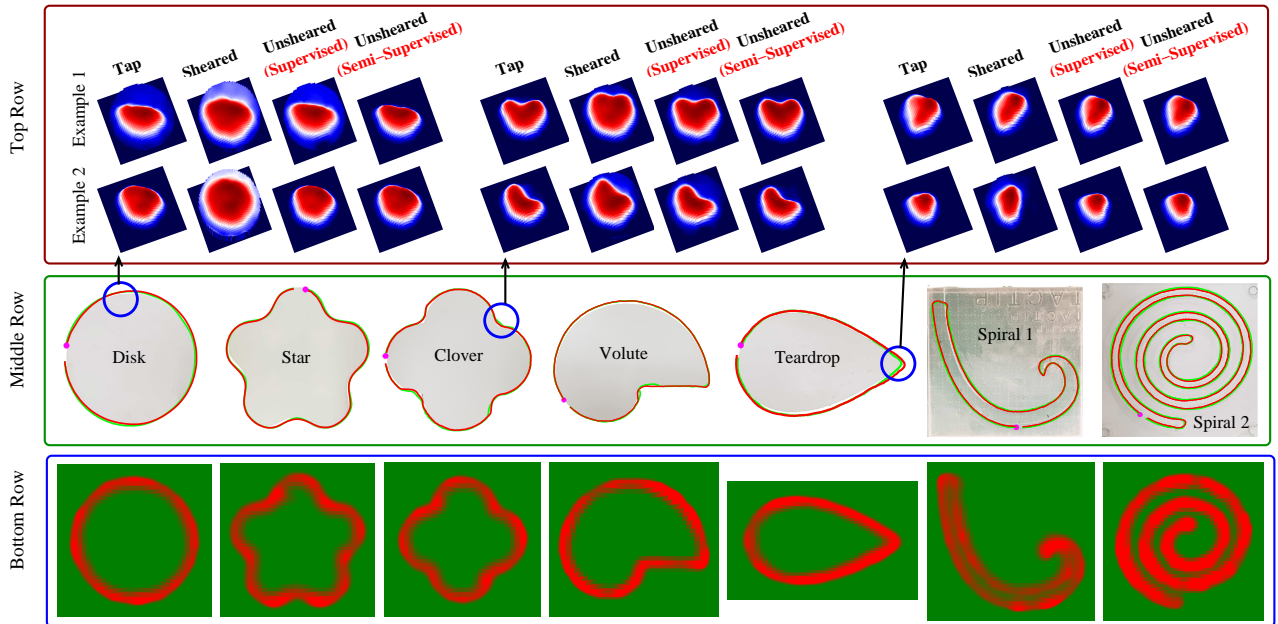 Top Row
Example 1
Example 2
Tap
Sheared
Unsheared
(Supervised)
Unsheared
(Semi–Supervised)
Tap
Sheared
Unsheared
(Supervised)
Unsheared
(Semi–Supervised)
Tap
Sheared
Unsheared
(Supervised)
Unsheared
(Semi–Supervised)
Middle Row
Disk
Star
Clover
Volute
Teardrop
TACTIP
Spiral 1
Spiral 2
Bottom Row